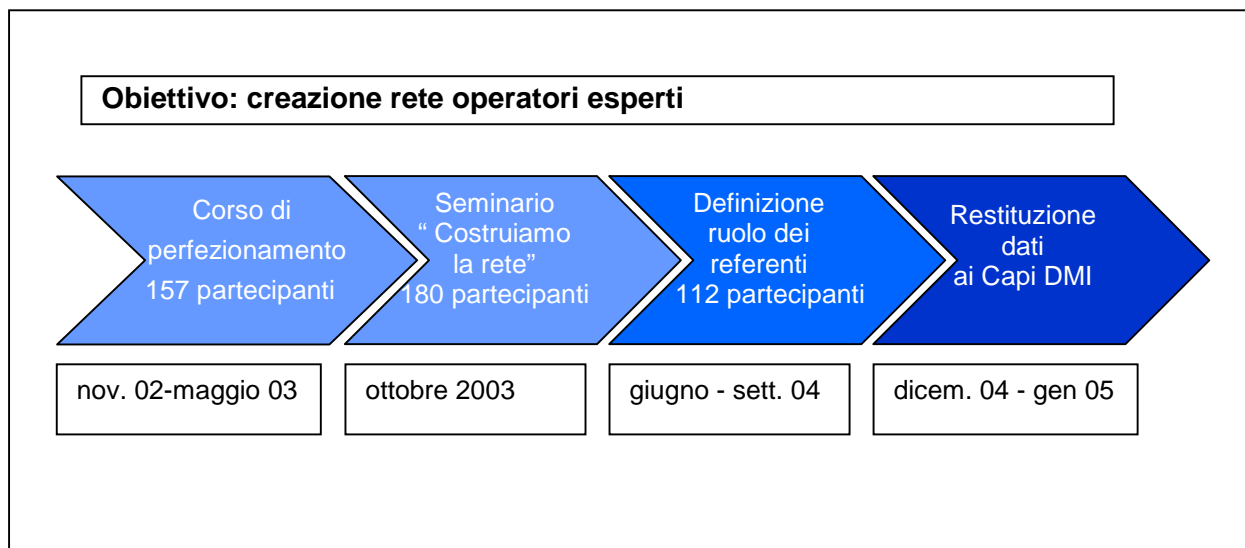 Obiettivo: creazione rete operatori esperti
Corso di
perfezionamento
157 partecipanti
Seminario
“ Costruiamo
la rete”
180 partecipanti
Definizione
ruolo dei
referenti
112 partecipanti
Restituzione
dati
ai Capi DMI
nov. 02-maggio 03
ottobre 2003
giugno - sett. 04
dicem. 04 - gen 05